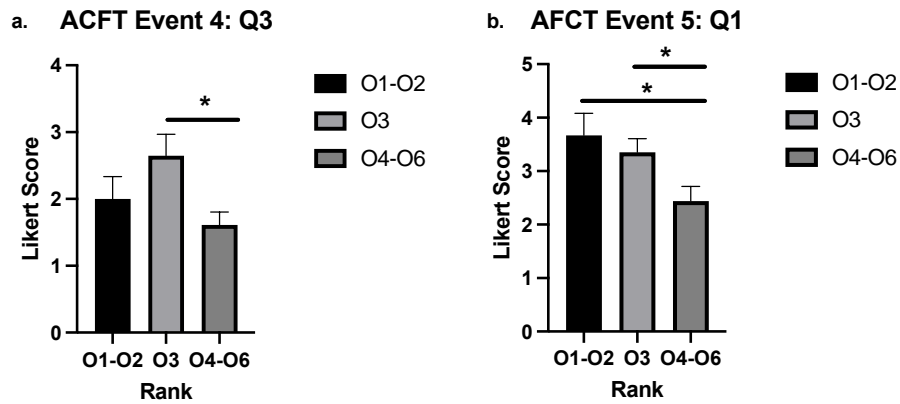 a. ACFT Event 4: Q3
4
3
2
1
0
Likert Score
*
O1-O2 O3 O4-O6
Rank
O1-O2
O3
O4-O6
b. AFCT Event 5: Q1
5
4
3
2
1
0
Likert Score
*
*
O1-O2 O3 O4-O6
Rank
O1-O2
O3
O4-O6